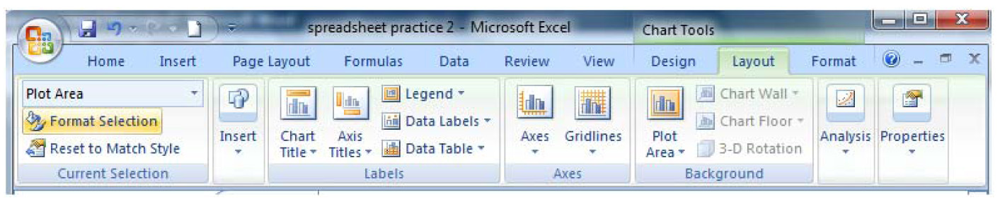 spreadsheet practice 2 - Microsoft Excel
Chart Tools
Home Insert Page Layout Formulas Data Review View Design Layout Format
Plot Area
Format Selection
Reset to Match Style
Current Selection
Insert
Chart
Title
Axis
Titles
Legend
Data Labels
Data Table
Labels
Axes
Gridlines
Axes
Plot
Area
Chart Wall
Chart Floor
3-D Rotation
Background
Analysis
Properties